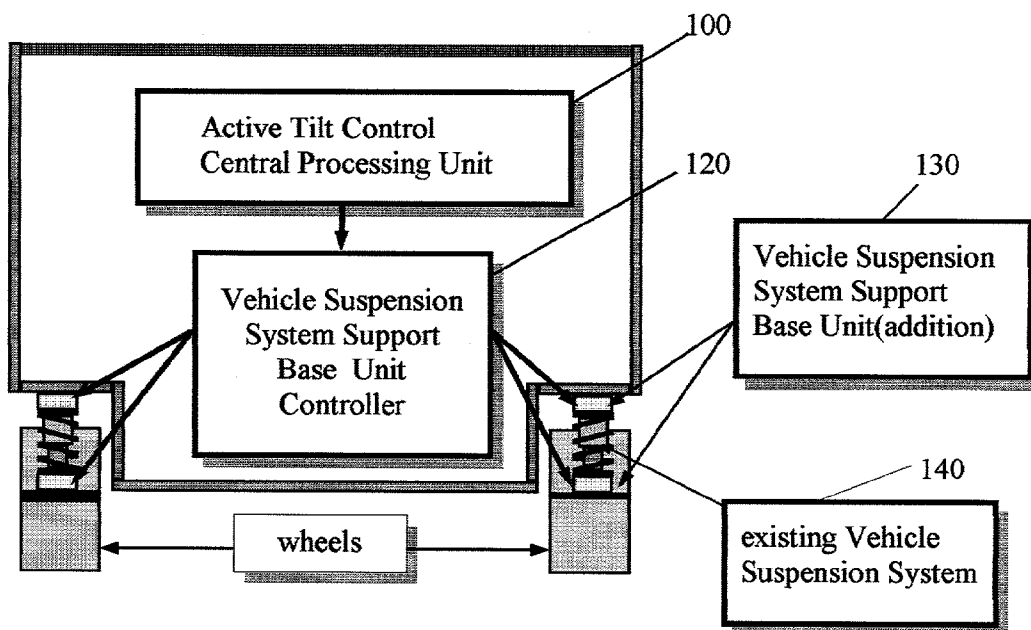 100
Active Tilt Control
Central Processing Unit
120
130
Vehicle Suspension
System Support
Base Unit
Controller
Vehicle Suspension
System Support
Base Unit(addition)
140
wheels
existing Vehicle
Suspension System